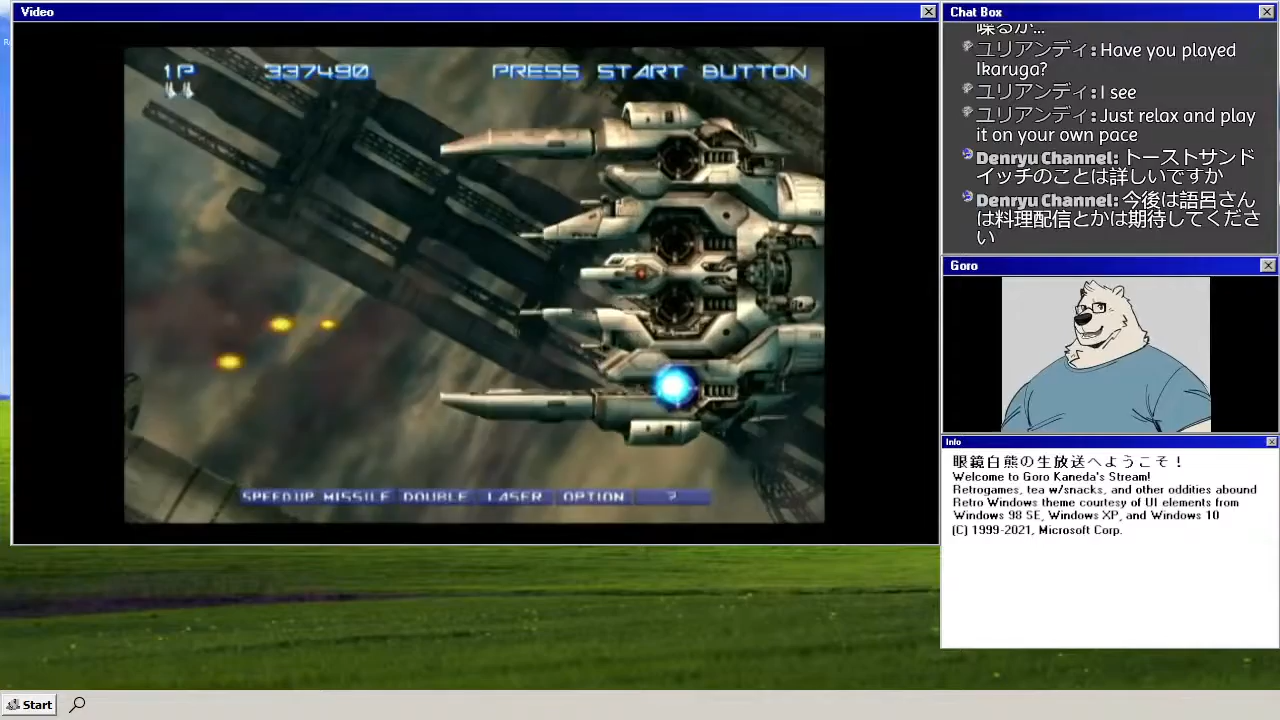 Video
1P 337490 PRESS START BUTTON
SPEEDUP MISSILE DOUBLE LASER OPTION ?
Chat Box
喋るか...
ユリアンディ: Have you played
Ikaruga?
ユリアンディ: I see
ユリアンディ: Just relax and play
it on your own pace
Denryu Channel: トーストサンド
イッチのことは詳しいですか
Denryu Channel: 今後は語呂さん
は料理配信とかは期待してくださ
い
Goro
Info
眼鏡白熊の生放送へようこそ！
Welcome to Goro Kaneda's Stream!
Retrogames, tea w/snacks, and other oddities abound
Retro Windows theme courtesy of UI elements from
Windows 98 SE, Windows XP, and Windows 10
(C) 1999-2021, Microsoft Corp.
Start